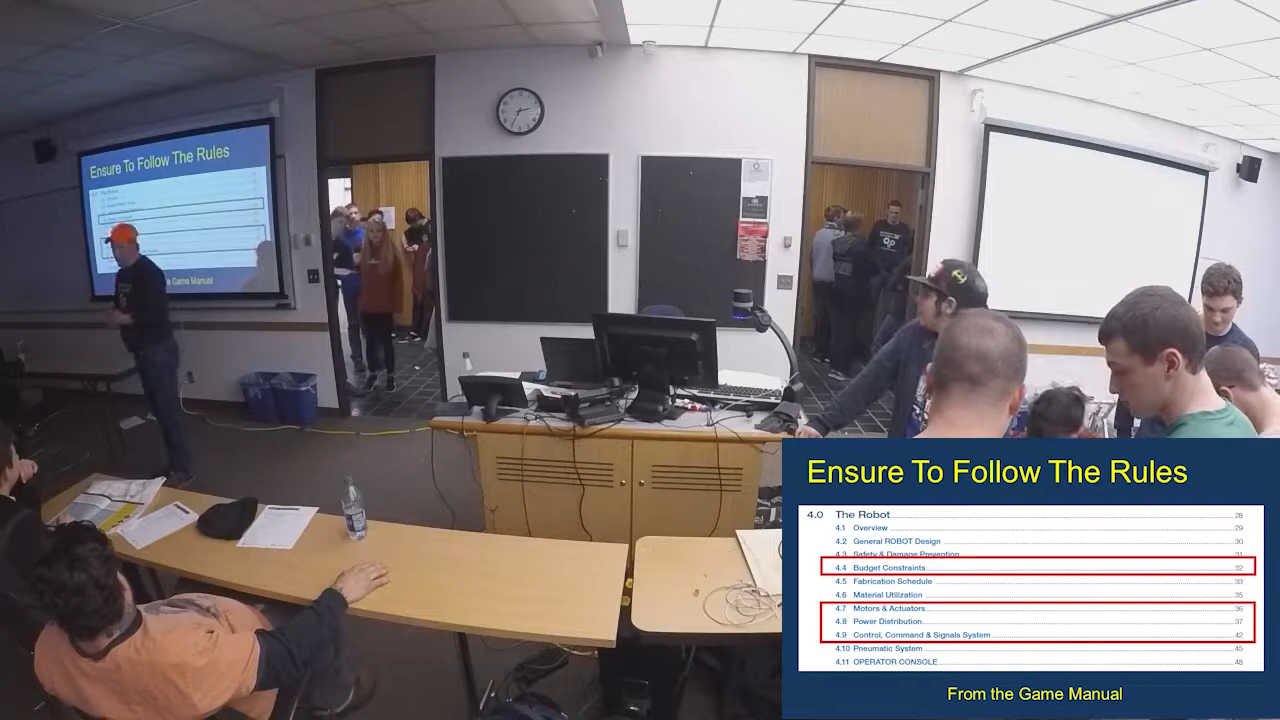 Ensure To Follow The Rules
Game Manual
Ensure To Follow The Rules
4.0 The Robot 28
4.1 Overview 29
4.2 General ROBOT Design 30
4.3 Safety & Damage Prevention 31
4.4 Budget Constraints 32
4.5 Fabrication Schedule 33
4.6 Material Utilization 35
4.7 Motors & Actuators 36
4.8 Power Distribution 37
4.9 Control, Command & Signals System 42
4.10 Pneumatic System 45
4.11 OPERATOR CONSOLE 48
From the Game Manual